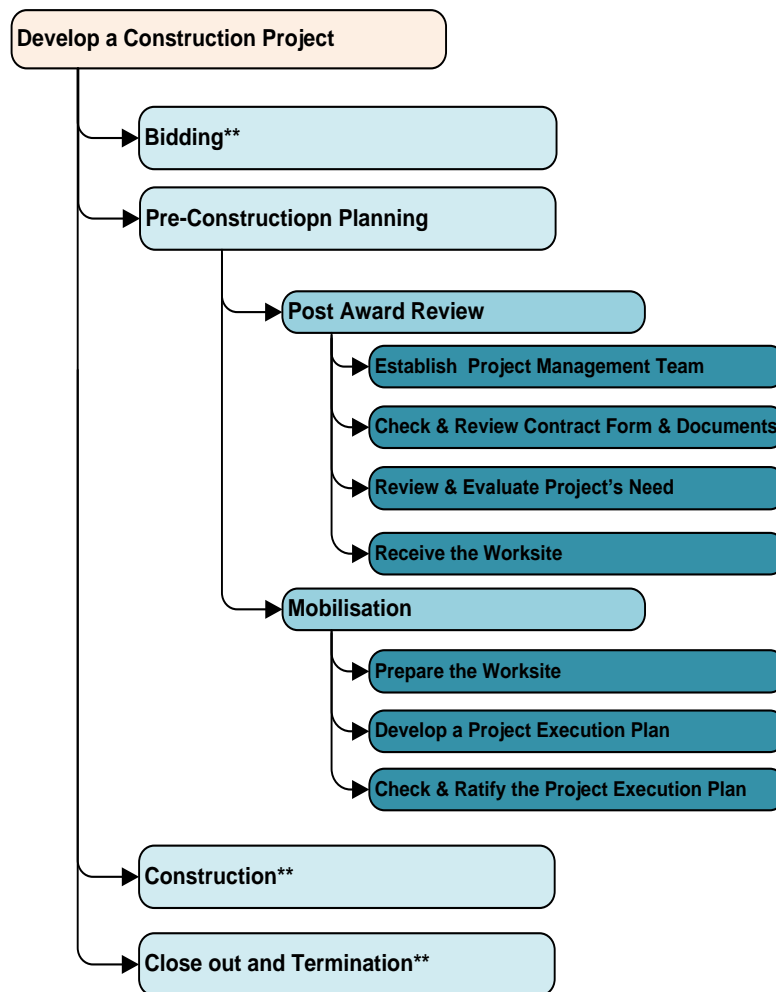 Develop a Construction Project
Bidding**
Pre-Constructiopn Planning
Post Award Review
Establish Project Management Team
Check & Review Contract Form & Documents
Review & Evaluate Project’s Need
Receive the Worksite
Mobilisation
Prepare the Worksite
Develop a Project Execution Plan
Check & Ratify the Project Execution Plan
Construction**
Close out and Termination**